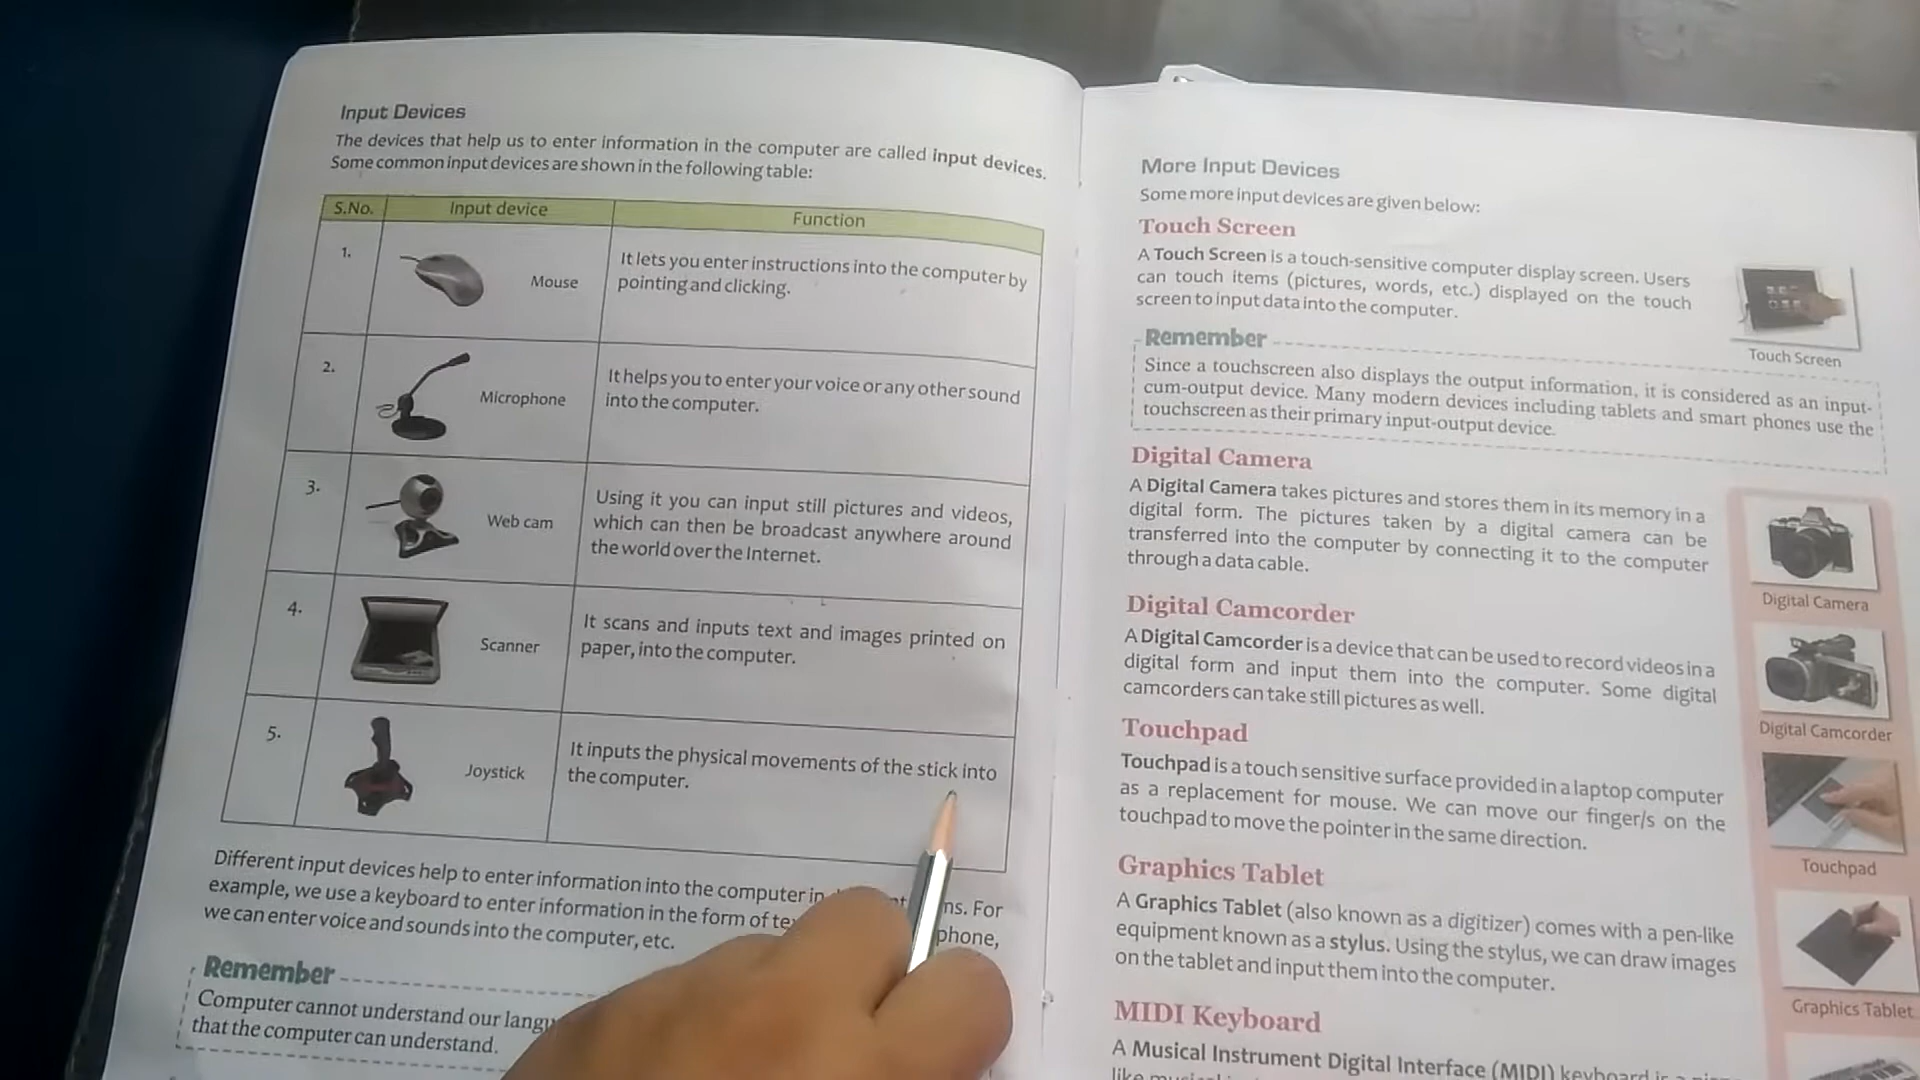 Input Devices
The devices that help us to enter information in the computer are called input devices.
Some common input devices are shown in the following table:
S.No. Input device Function
1. Mouse It lets you enter instructions into the computer by
pointing and clicking.
2. Microphone It helps you to enter your voice or any other sound
into the computer.
3. Web cam Using it you can input still pictures and videos,
which can then be broadcast anywhere around
the world over the Internet.
4. Scanner It scans and inputs text and images printed on
paper, into the computer.
5. Joystick It inputs the physical movements of the stick into
the computer.
Different input devices help to enter information into the computer in For
example, we use a keyboard to enter information in the form of
we can enter voice and sounds into the computer, etc.
Remember
Computer cannot understand our
that the computer can understand.
More Input Devices
Some more input devices are given below:
Touch Screen
A Touch Screen is a touch-sensitive computer display screen. Users
can touch items (pictures, words, etc.) displayed on the touch
screen to input data into the computer.
Touch Screen
Remember
Since a touchscreen also displays the output information, it is considered as an input-
cum-output device. Many modern devices including tablets and smart phones use the
touchscreen as their primary input-output device.
Digital Camera
A Digital Camera takes pictures and stores them in its memory in a
digital form. The pictures taken by a digital camera can be
transferred into the computer by connecting it to the computer
through a data cable.
Digital Camera
Digital Camcorder
A Digital Camcorder is a device that can be used to record videos in a
digital form and input them into the computer. Some digital
camcorders can take still pictures as well.
Digital Camcorder
Touchpad
Touchpad is a touch sensitive surface provided in a laptop computer
as a replacement for mouse. We can move our finger/s on the
touchpad to move the pointer in the same direction.
Touchpad
Graphics Tablet
A Graphics Tablet (also known as a digitizer) comes with a pen-like
equipment known as a stylus. Using the stylus, we can draw images
on the tablet and input them into the computer.
Graphics Tablet
MIDI Keyboard
A Musical Instrument Digital Interface (MIDI) keyboard is a